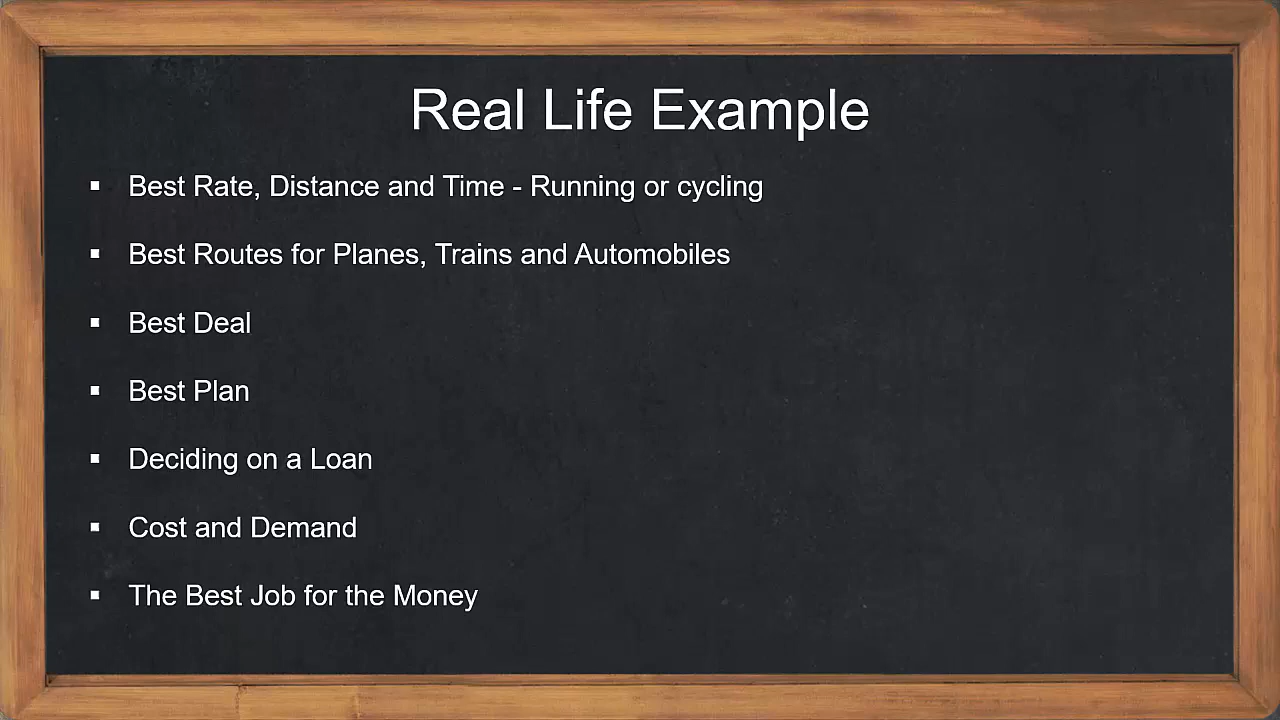 Real Life Example
▪ Best Rate, Distance and Time - Running or cycling
▪ Best Routes for Planes, Trains and Automobiles
▪ Best Deal
▪ Best Plan
▪ Deciding on a Loan
▪ Cost and Demand
▪ The Best Job for the Money